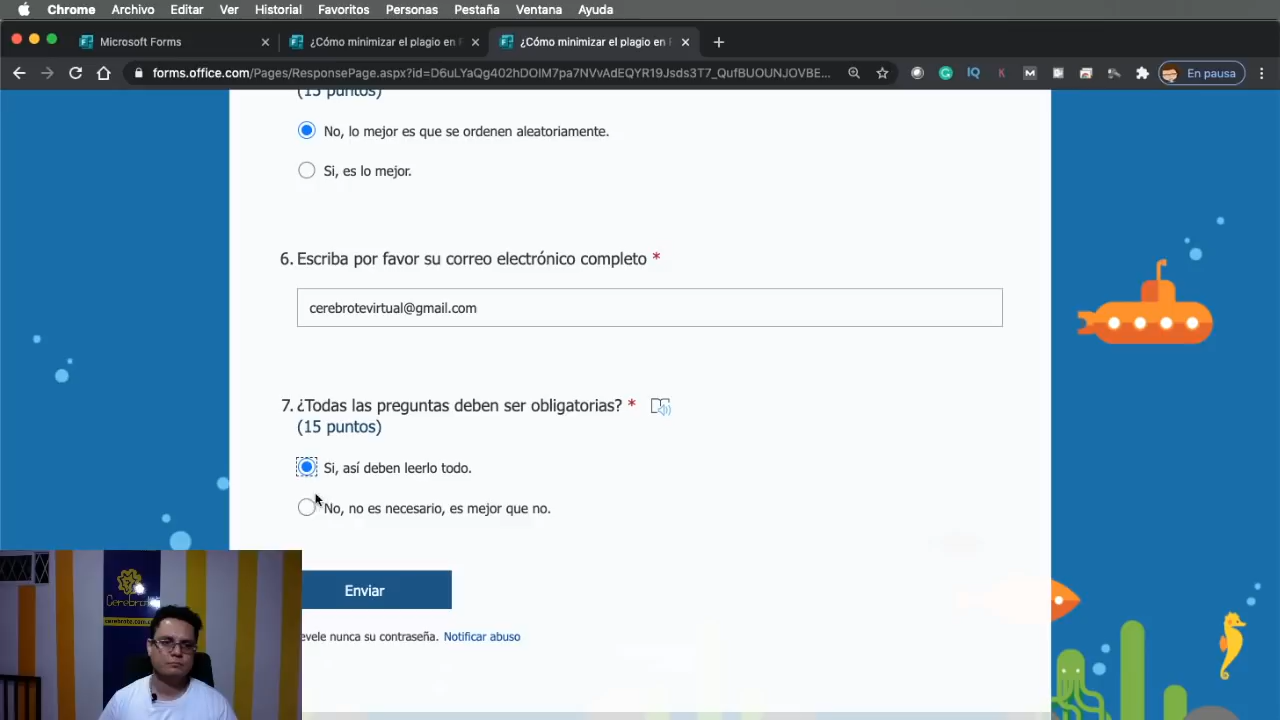 Chrome Archivo Editar Ver Historial Favoritos Personas Pestaña Ventana Ayuda
Microsoft Forms
¿Cómo minimizar el plagio en
¿Cómo minimizar el plagio en
forms.office.com/Pages/ResponsePage.aspx?id=D6uLYaQg402hDOIM7pa7NVvAdEQYR19Jsds3T7_QufBUOUNJOVBE...
IQ
K
M
En pausa
(15 puntos)
No, lo mejor es que se ordenen aleatoriamente.
Si, es lo mejor.
6. Escriba por favor su correo electrónico completo *
cerebrotevirtual@gmail.com
7. ¿Todas las preguntas deben ser obligatorias? *
(15 puntos)
Si, así deben leerlo todo.
No, no es necesario, es mejor que no.
Enviar
evele nunca su contraseña. Notificar abuso